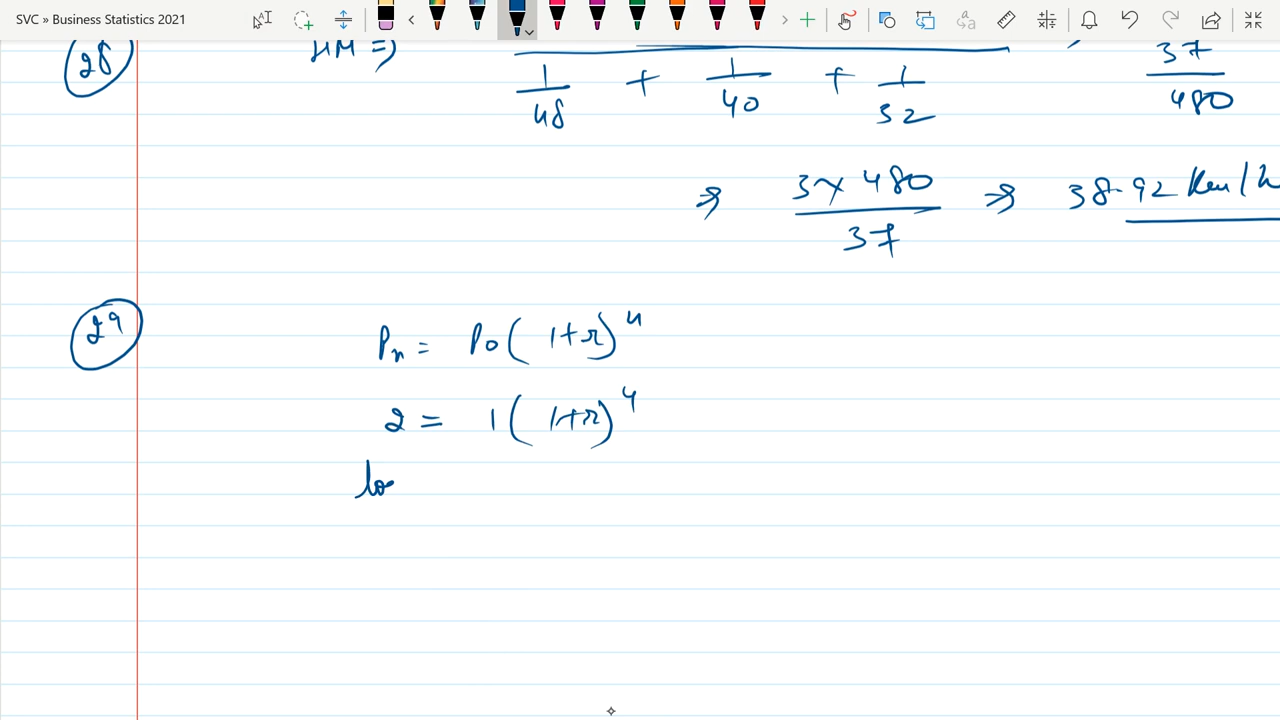 SVC » Business Statistics 2021
28 HM ⇒ 1/48 + 1/40 + 1/32 37/480
⇒ 3 × 480/37 ⇒ 38.92 Km/h
29 Pn = P0 ( 1+r)^4
2 = 1 ( 1+r)^4
lo